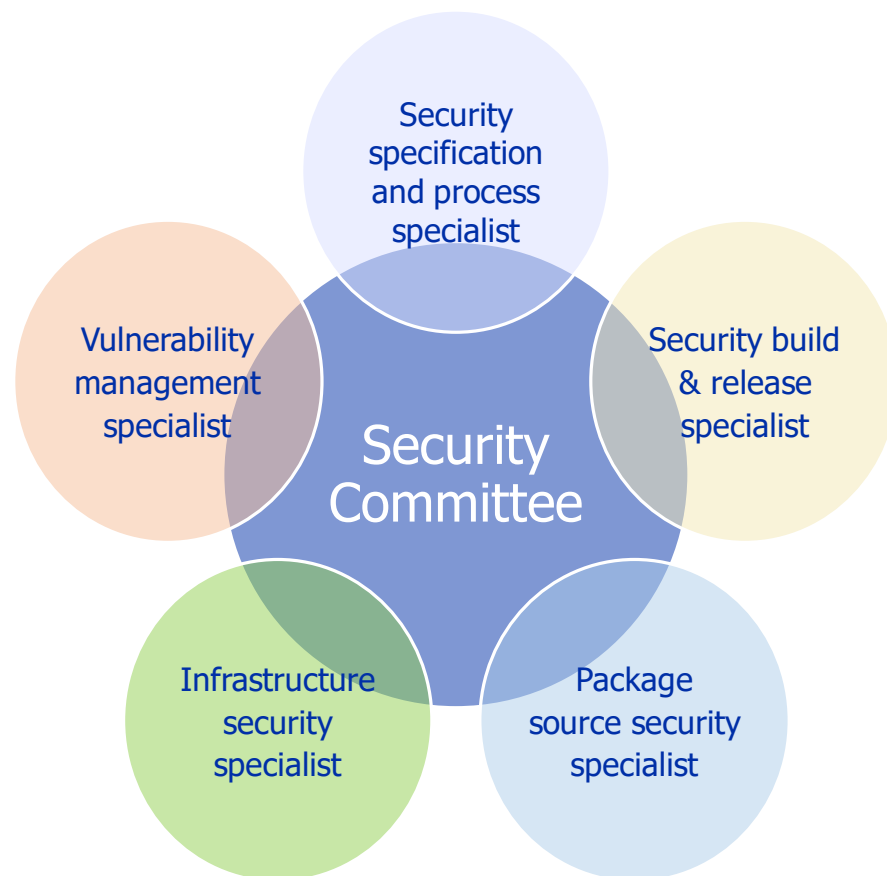 Security
specification
and process
specialist
Vulnerability
management
specialist
Security build
& release
specialist
Security
Committee
Infrastructure
security
specialist
Package
source security
specialist